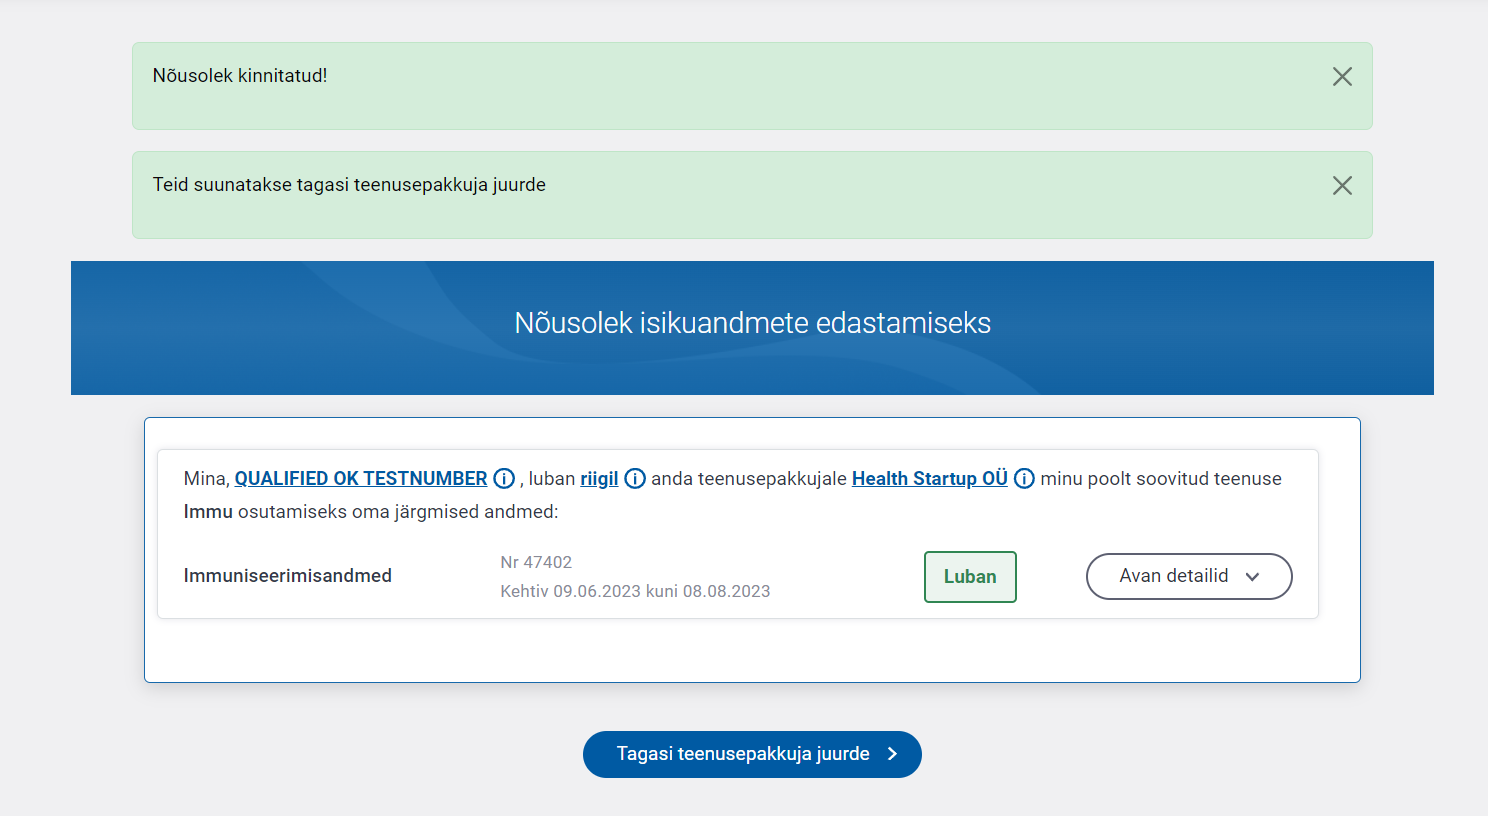 Nõusolek kinnitatud!
Teid suunatakse tagasi teenusepakkuja juurde
Nõusolek isikuandmete edastamiseks
Mina, QUALIFIED OK TESTNUMBER , luban riigil anda teenusepakkujale Health Startup OÜ minu poolt soovitud teenuse
Immu osutamiseks oma järgmised andmed:
Immuniseerimisandmed
Nr 47402
Kehtiv 09.06.2023 kuni 08.08.2023
Luban
Avan detailid
Tagasi teenusepakkuja juurde